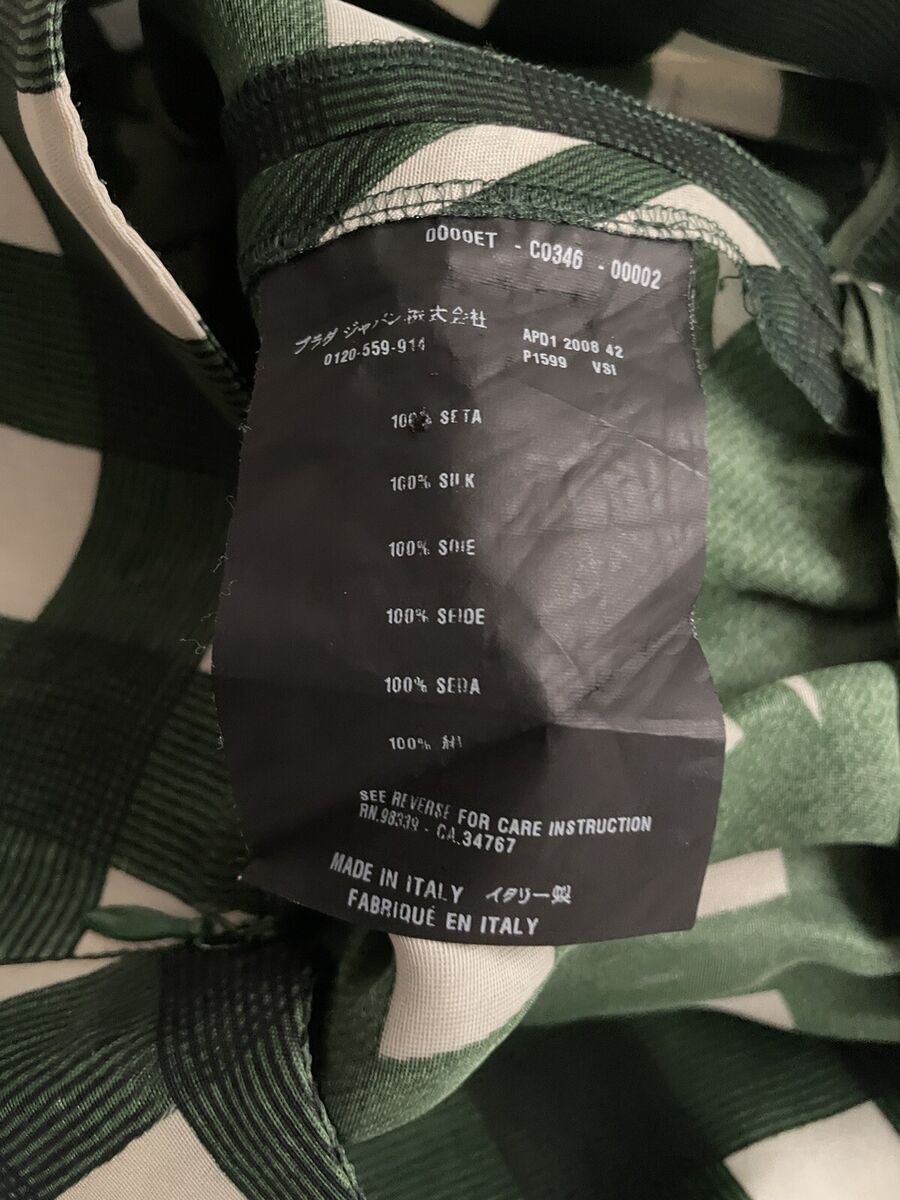 0000ET - C0346 - 00002
プラダ ジャパン株式会社
0120-559-914
APD1 2008 42
P1599 VSI
100% SETA
100% SILK
100% SOIE
100% SEIDE
100% SEDA
100% 絹
SEE REVERSE FOR CARE INSTRUCTION
RN.98339 - CA.34767
MADE IN ITALY イタリー製
FABRIQUÉ EN ITALY